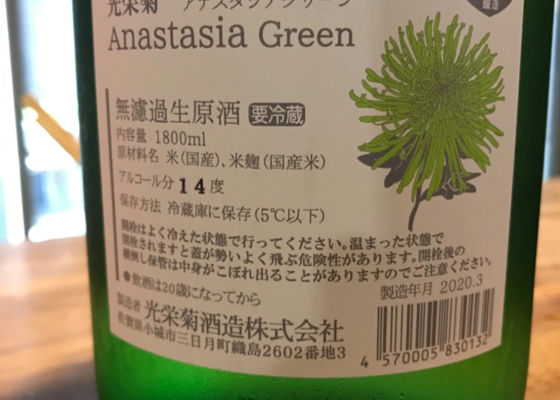 光栄菊 アナスタシアグリーン
Anastasia Green
無濾過生原酒 要冷蔵
内容量 1800ml
原材料名 米(国産)、米麹(国産米)
アルコール分 14度
保存方法 冷蔵庫に保存(5℃以下)
開栓はよく冷えた状態で行ってください。温まった状態で
開栓されますと蓋が勢いよく飛ぶ危険性があります。開栓後の
横倒し保管は中身がこぼれ出ることがありますのでご注意ください。
●飲酒は20歳になってから
製造年月 2020.3
製造者 光栄菊酒造株式会社
佐賀県小城市三日月町織島2602番地3
4 570005 830132